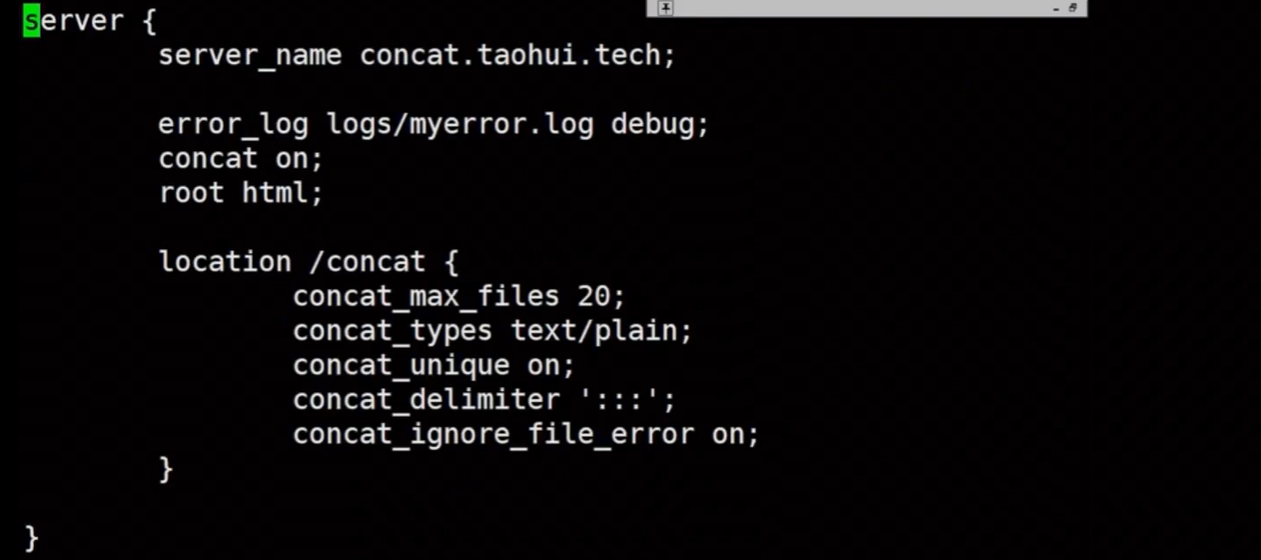 server {
        server_name concat.taohui.tech;

        error_log logs/myerror.log debug;
        concat on;
        root html;

        location /concat {
                concat_max_files 20;
                concat_types text/plain;
                concat_unique on;
                concat_delimiter ':::';
                concat_ignore_file_error on;
        }

}